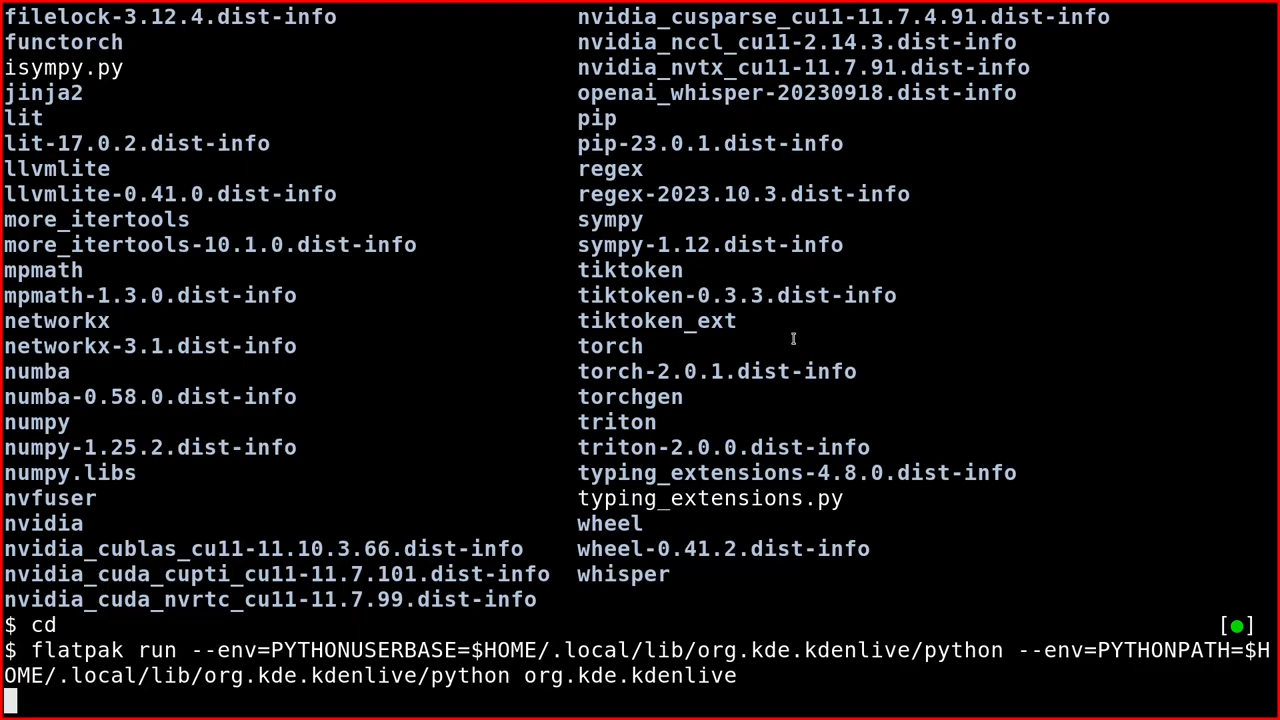 filelock-3.12.4.dist-info nvidia_cusparse_cu11-11.7.4.91.dist-info
functorch nvidia_nccl_cu11-2.14.3.dist-info
isympy.py nvidia_nvtx_cu11-11.7.91.dist-info
jinja2 openai_whisper-20230918.dist-info
lit pip
lit-17.0.2.dist-info pip-23.0.1.dist-info
llvmlite regex
llvmlite-0.41.0.dist-info regex-2023.10.3.dist-info
more_itertools sympy
more_itertools-10.1.0.dist-info sympy-1.12.dist-info
mpmath tiktoken
mpmath-1.3.0.dist-info tiktoken-0.3.3.dist-info
networkx tiktoken_ext
networkx-3.1.dist-info torch
numba torch-2.0.1.dist-info
numba-0.58.0.dist-info torchgen
numpy triton
numpy-1.25.2.dist-info triton-2.0.0.dist-info
numpy.libs typing_extensions-4.8.0.dist-info
nvfuser typing_extensions.py
nvidia wheel
nvidia_cublas_cu11-11.10.3.66.dist-info wheel-0.41.2.dist-info
nvidia_cuda_cupti_cu11-11.7.101.dist-info whisper
nvidia_cuda_nvrtc_cu11-11.7.99.dist-info
$ cd [●]
$ flatpak run --env=PYTHONUSERBASE=$HOME/.local/lib/org.kde.kdenlive/python --env=PYTHONPATH=$H
OME/.local/lib/org.kde.kdenlive/python org.kde.kdenlive